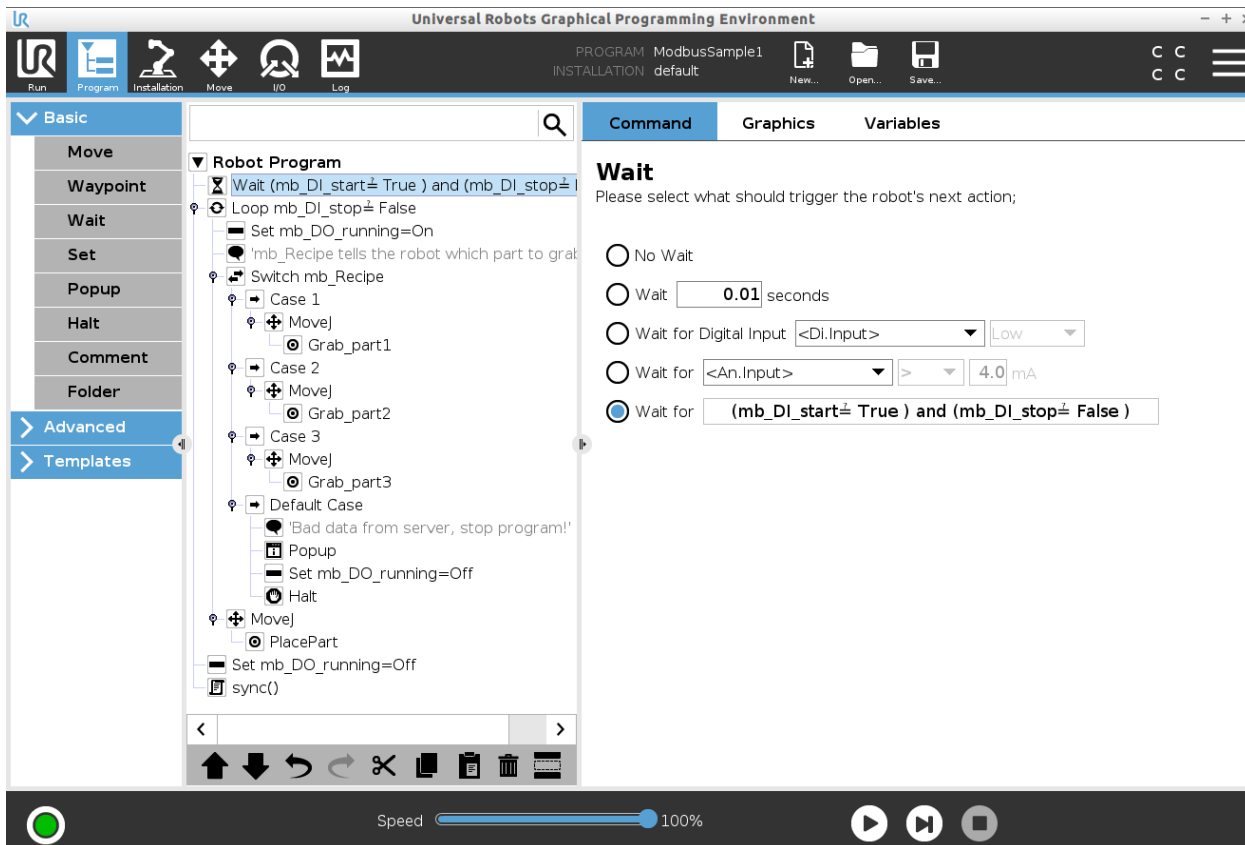 Universal Robots Graphical Programming Environment
PROGRAM ModbusSample1
INSTALLATION default
Run
Program
Installation
Move
I/O
Log
New...
Open...
Save...
C C
C C
Basic
Move
Waypoint
Wait
Set
Popup
Halt
Comment
Folder
Advanced
Templates
Robot Program
Wait (mb_DI_start≟ True ) and (mb_DI_stop≟
Loop mb_DI_stop≟ False
Set mb_DO_running=On
'mb_Recipe tells the robot which part to grab
Switch mb_Recipe
Case 1
MoveJ
Grab_part1
Case 2
MoveJ
Grab_part2
Case 3
MoveJ
Grab_part3
Default Case
'Bad data from server, stop program!'
Popup
Set mb_DO_running=Off
Halt
MoveJ
PlacePart
Set mb_DO_running=Off
sync()
Command Graphics Variables
Wait
Please select what should trigger the robot's next action;
No Wait
Wait 0.01 seconds
Wait for Digital Input <Di.Input> Low
Wait for <An.Input> > 4.0 mA
Wait for (mb_DI_start≟ True ) and (mb_DI_stop≟ False )
Speed 100%